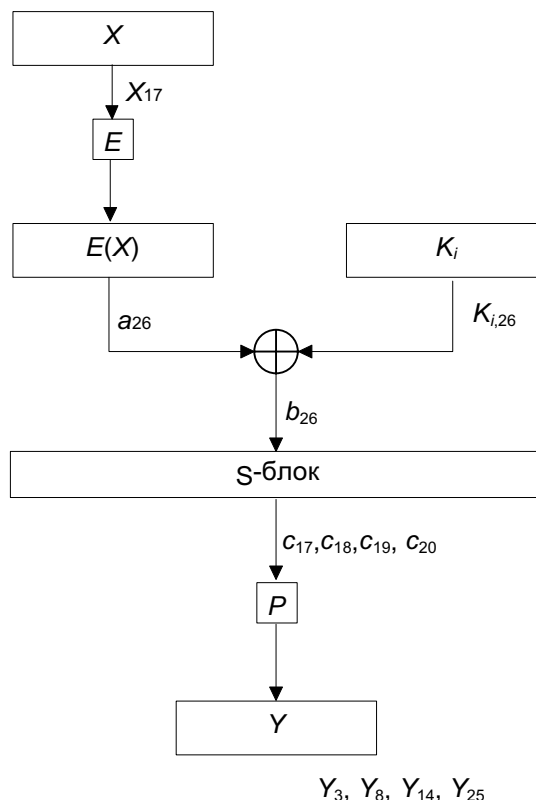 X
X17
E
E(X)
Ki
a26
Ki,26
b26
S-блок
c17,c18,c19, c20
P
Y
Y3, Y8, Y14, Y25